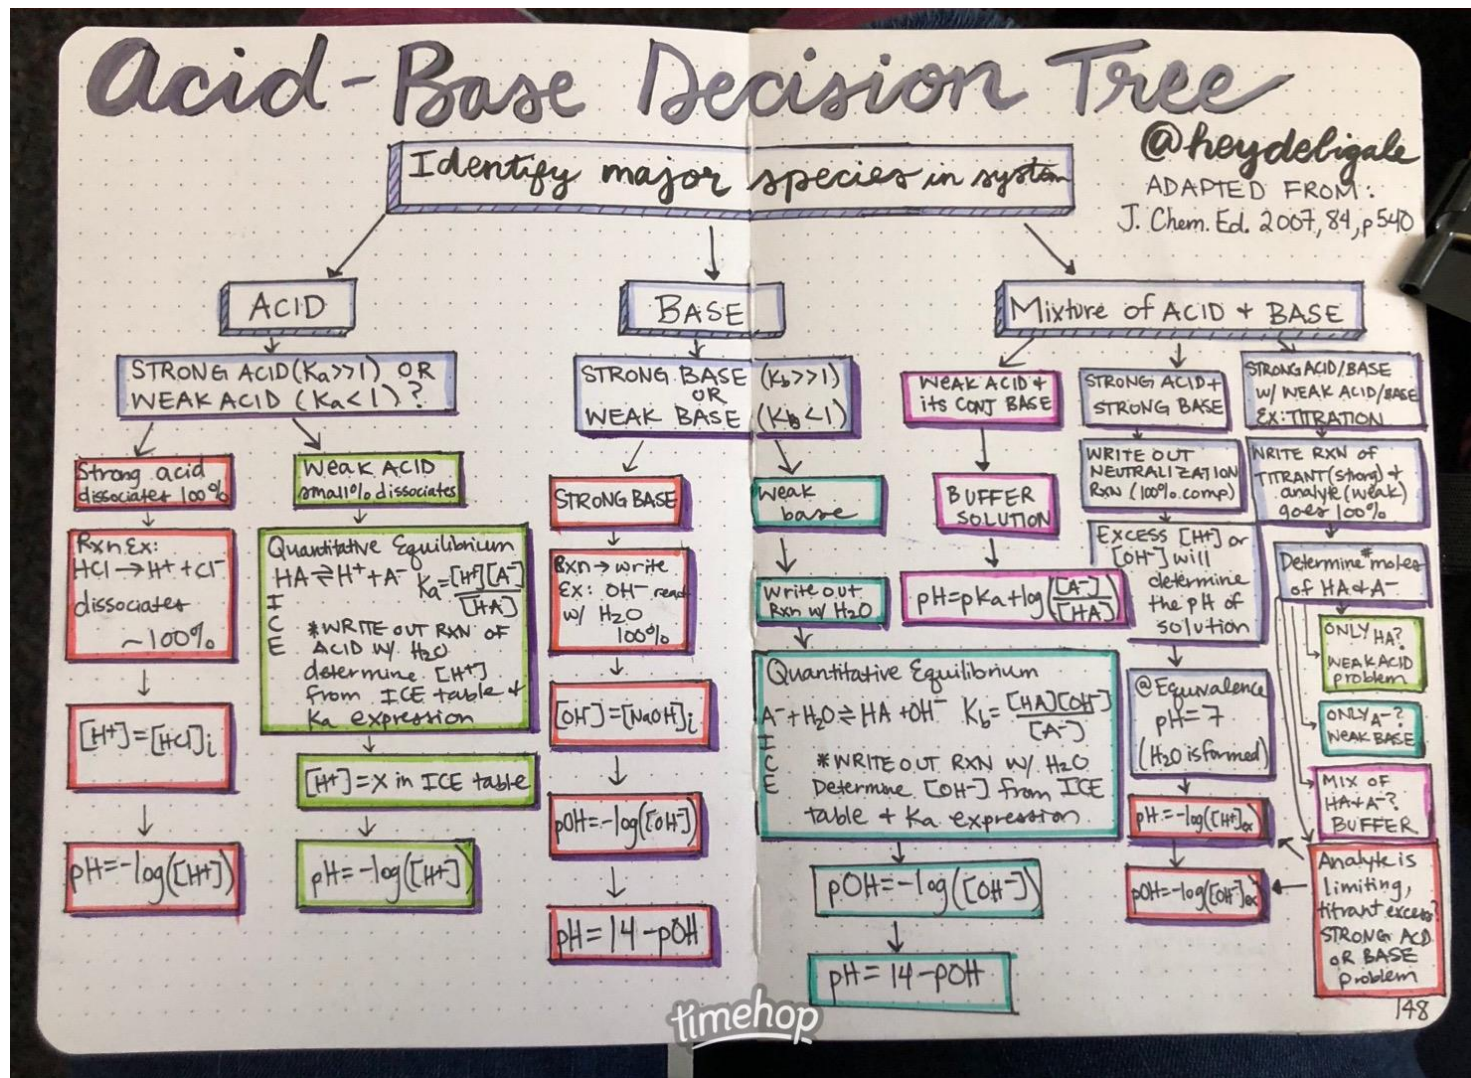 Acid-Base Decision Tree
@heydebigale
ADAPTED FROM:
J. Chem. Ed. 2007, 84, p540
Identify major species in system
ACID
STRONG ACID (Ka>>1) OR
WEAK ACID (Ka<1)?
Strong acid
dissociates 100%
Rxn Ex:
HCl → H⁺ + Cl⁻
dissociates
~100%
[H⁺]=[HCl]i
pH=-log([H⁺])
Weak ACID
small % dissociates
Quantitative Equilibrium
HA ⇌ H⁺ + A⁻ Ka=[H⁺][A⁻]/[HA]
I
C
E
*WRITE OUT RXN OF
ACID W/ H₂O
determine [H⁺]
from ICE table +
Ka expression
[H⁺]=X in ICE table
pH=-log([H⁺])
BASE
STRONG BASE (Kb>>1)
OR
WEAK BASE (Kb<1)
STRONG BASE
Rxn → write
Ex: OH⁻ react
w/ H₂O
100%
[OH⁻]=[NaOH]i
pOH=-log([OH⁻])
pH=14-pOH
Weak
base
Write out
Rxn w/ H₂O
Quantitative Equilibrium
A⁻ + H₂O ⇌ HA + OH⁻ Kb=[HA][OH⁻]/[A⁻]
I
C
E
*WRITE OUT RXN W/ H₂O
Determine [OH⁻] from ICE
table + Ka expression
pOH=-log([OH⁻])
pH=14-pOH
Mixture of ACID + BASE
WEAK ACID +
its CONJ BASE
BUFFER
SOLUTION
pH=pKa+log([A⁻]/[HA])
STRONG ACID +
STRONG BASE
WRITE OUT
NEUTRALIZATION
Rxn (100% comp)
EXCESS [H⁺] or
[OH⁻] will
determine
the pH of
solution
@Equivalence
pH=7
(H₂O is formed)
pH=-log([H⁺]ex
pOH=-log([OH⁻]ex
STRONG ACID/BASE
W/ WEAK ACID/BASE
EX: TITRATION
WRITE RXN OF
TITRANT (strong) +
analyte (weak)
goes 100%
Determine # moles
of HA & A⁻
ONLY HA?
WEAK ACID
problem
ONLY A⁻?
WEAK BASE
MIX OF
HA + A⁻?
BUFFER
Analyte is
limiting,
titrant excess?
STRONG ACD
OR BASE
problem
148
timehop